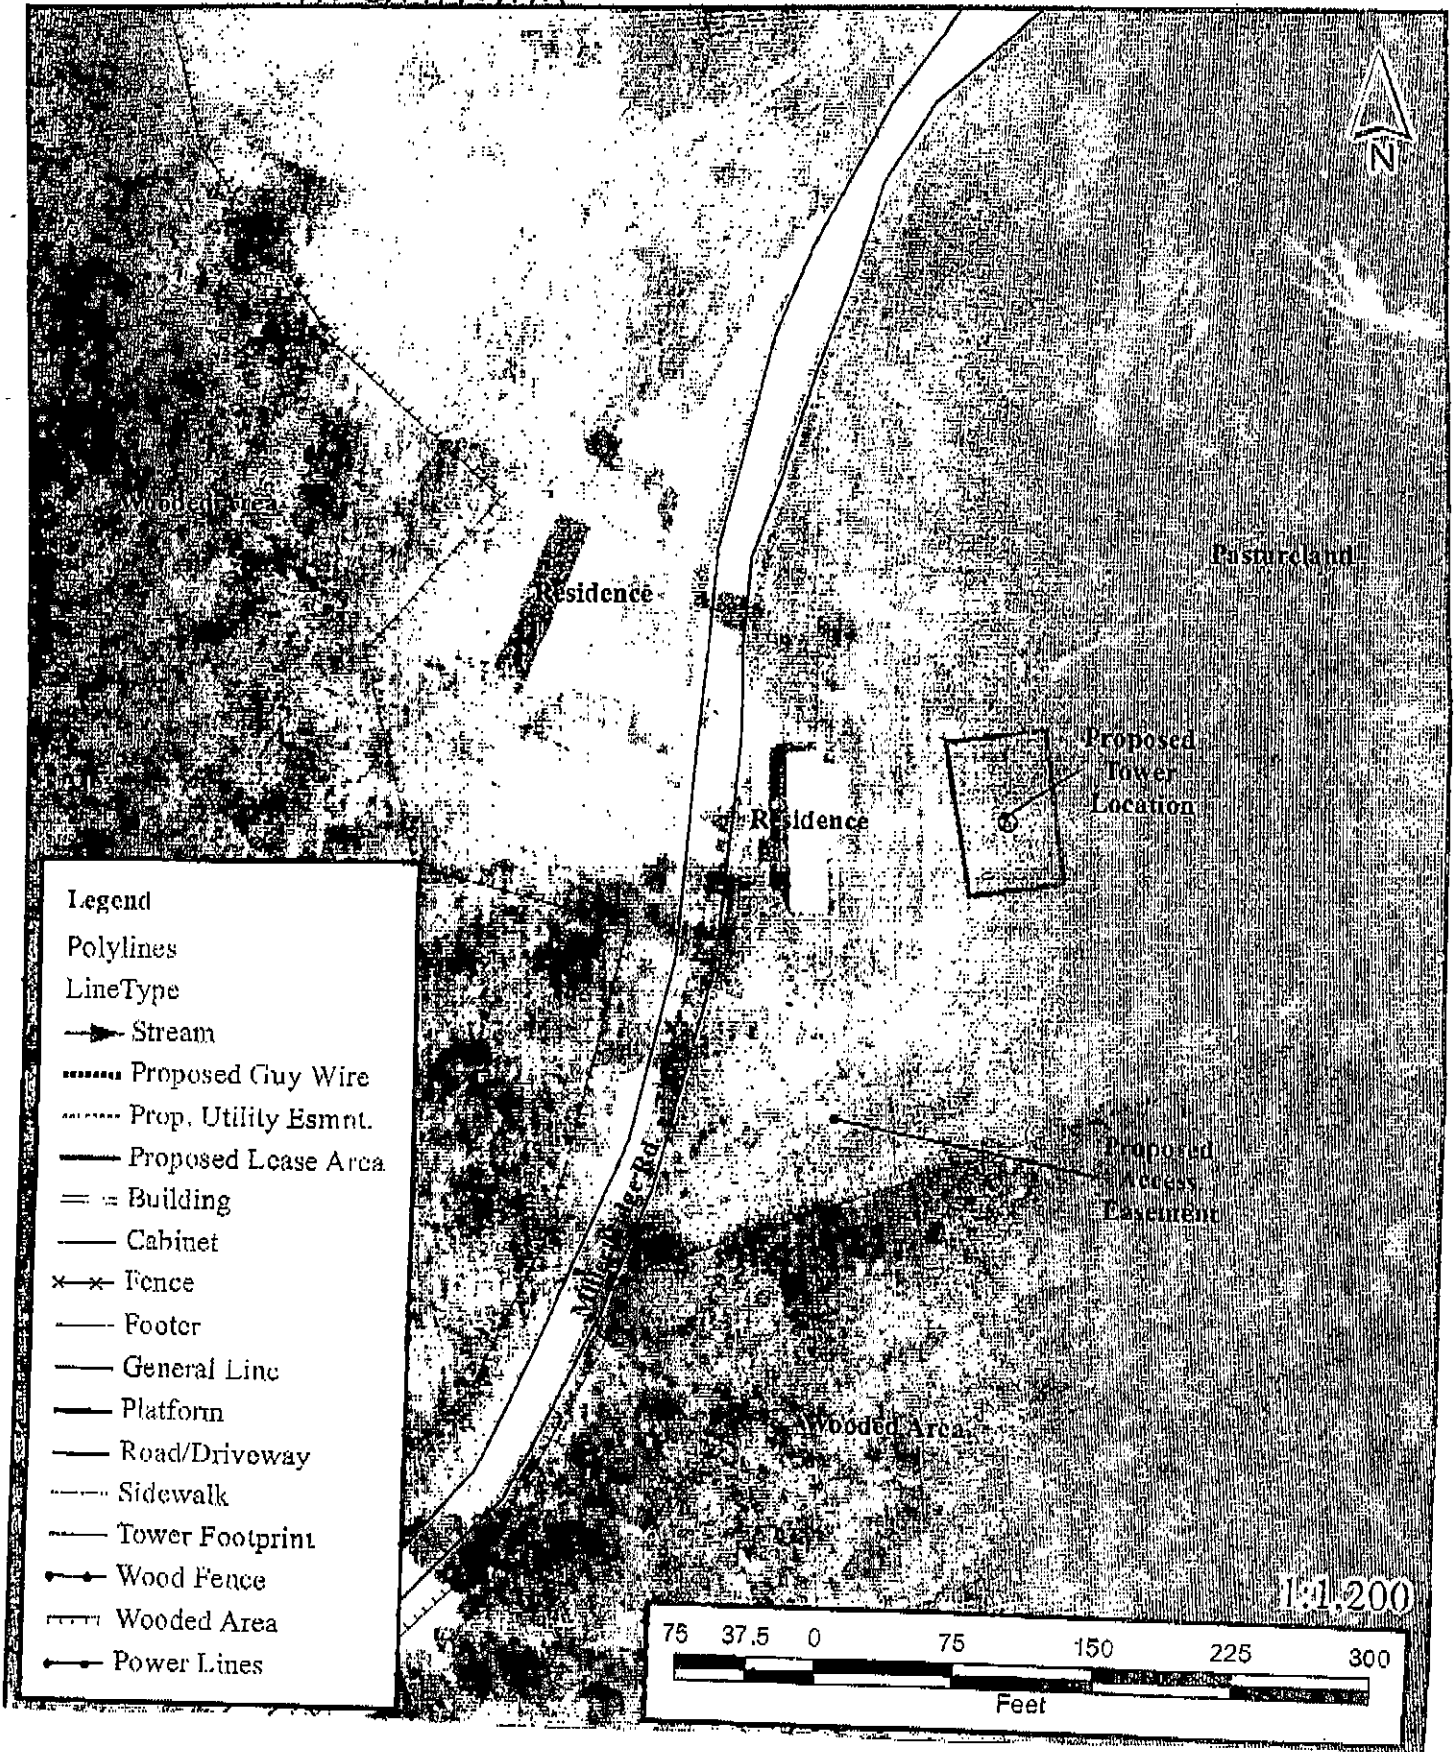 N
Wooded Area
Pastureland
Residence
Proposed
Tower
Location
Residence
Legend
Polylines
LineType
Stream
Proposed Guy Wire
Prop. Utility Esmnt.
Proposed Lease Area
Building
Cabinet
Fence
Footer
General Line
Platform
Road/Driveway
Sidewalk
Tower Footprint
Wood Fence
Wooded Area
Power Lines
Proposed
Access
Easement
Rd
Wooded Area
1:1,200
75 37.5 0 75 150 225 300
Feet